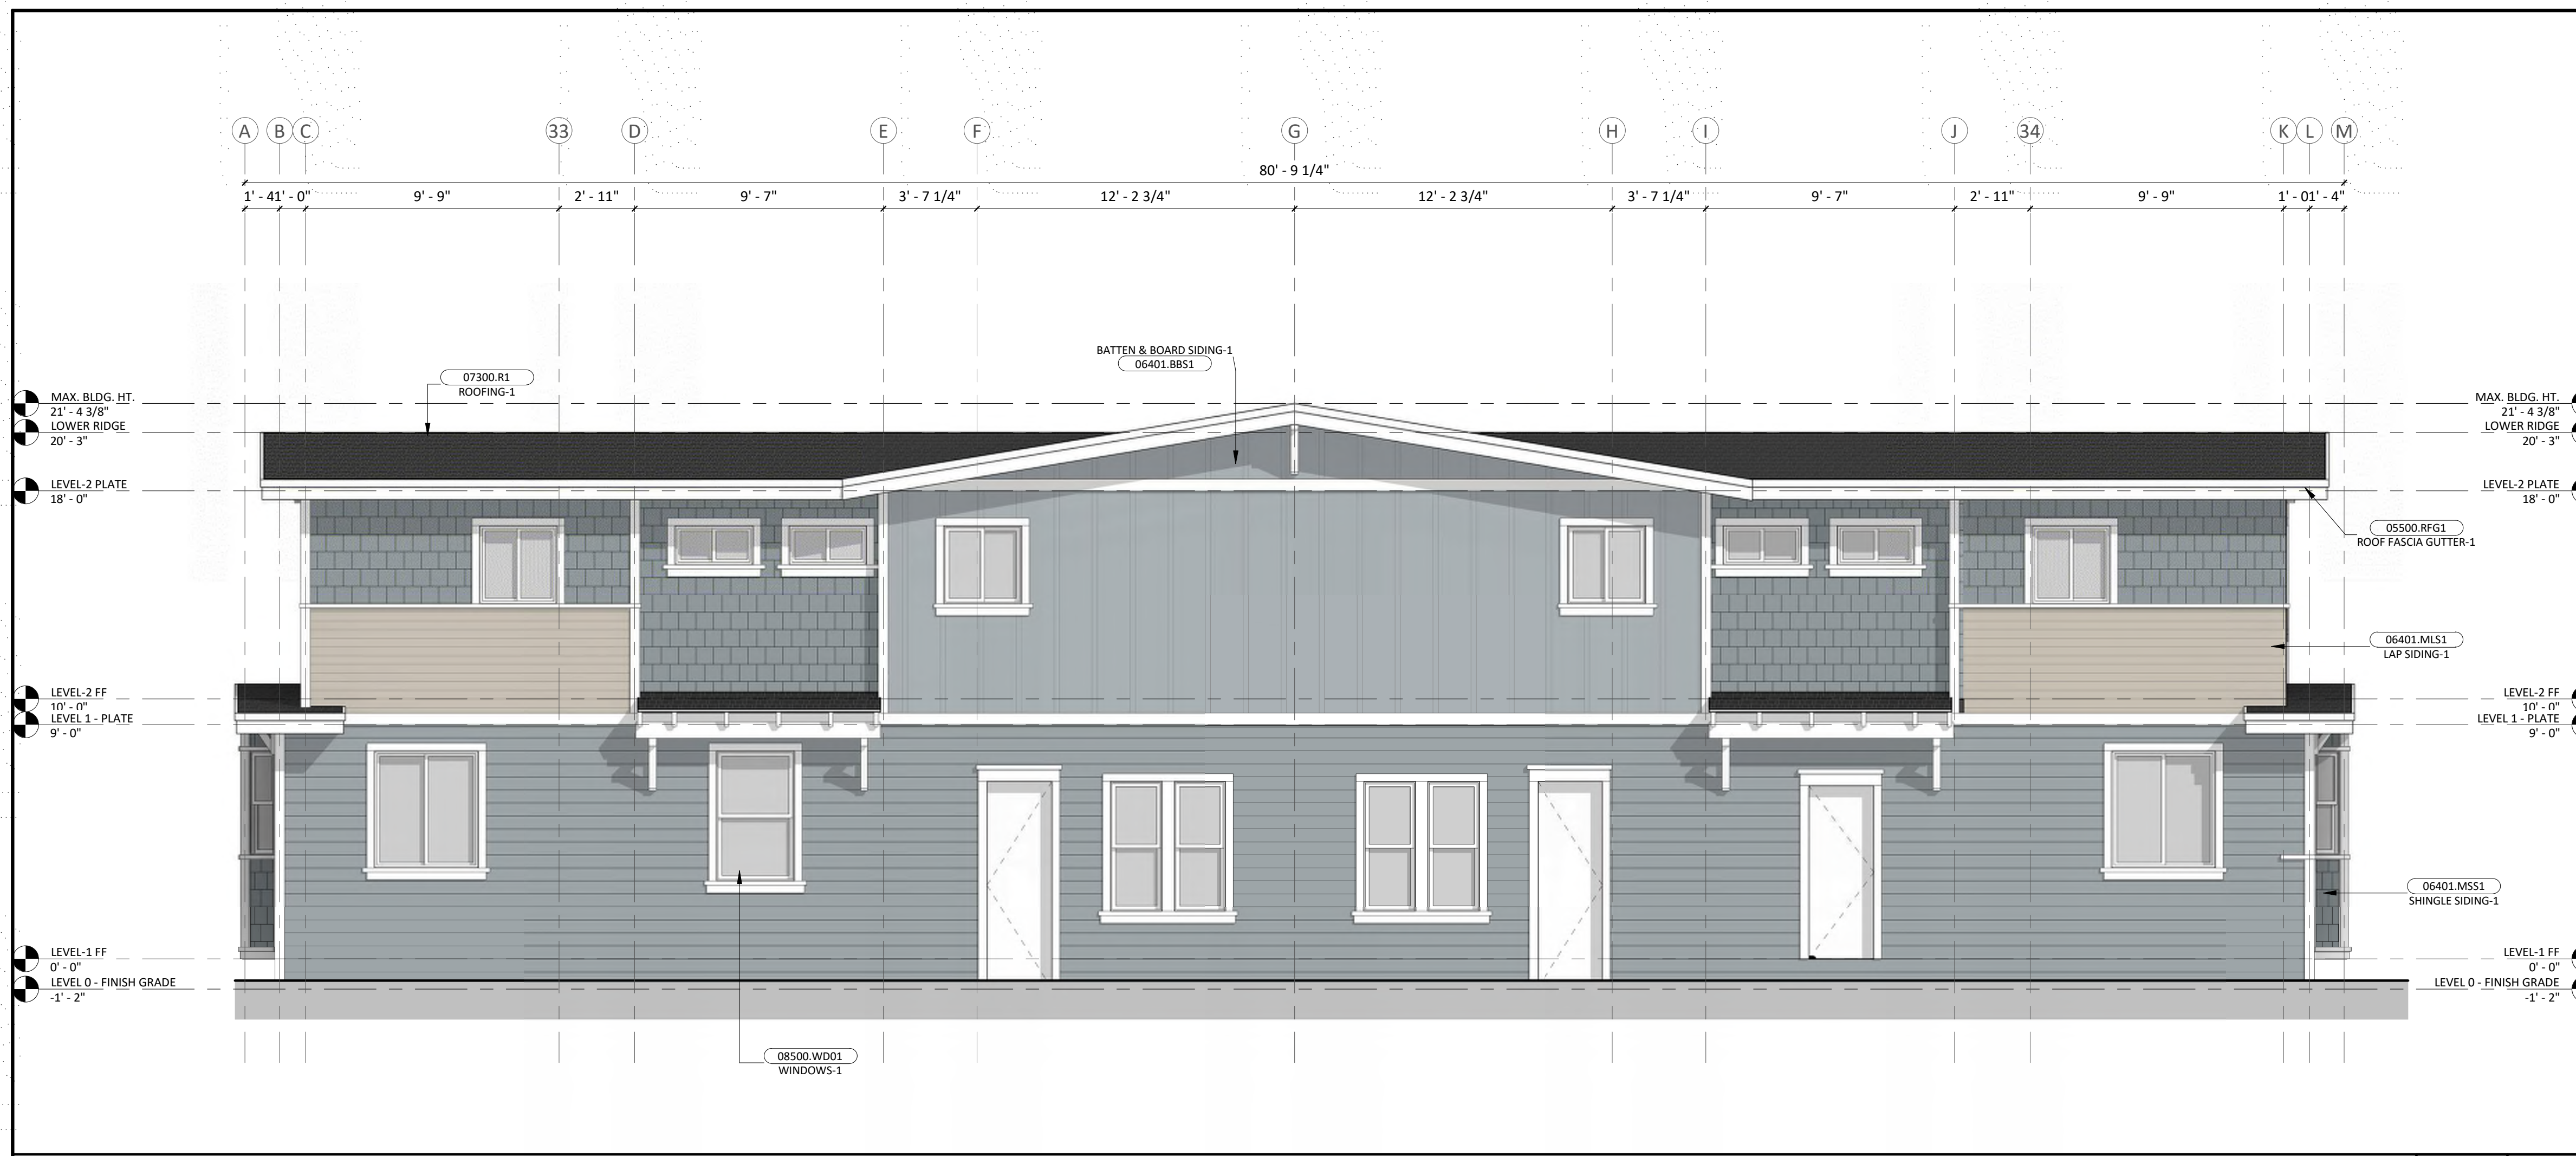 A B C 33 D E F G H I J 34 K L M
80' - 9 1/4"
1' - 41' - 0" 9' - 9" 2' - 11" 9' - 7" 3' - 7 1/4" 12' - 2 3/4" 12' - 2 3/4" 3' - 7 1/4" 9' - 7" 2' - 11" 9' - 9" 1' - 01' - 4"
BATTEN & BOARD SIDING-1
06401.BBS1
07300.R1
ROOFING-1
MAX. BLDG. HT.
21' - 4 3/8"
LOWER RIDGE
20' - 3"
LEVEL-2 PLATE
18' - 0"
LEVEL-2 FF
10' - 0"
LEVEL 1 - PLATE
9' - 0"
LEVEL-1 FF
0' - 0"
LEVEL 0 - FINISH GRADE
-1' - 2"
MAX. BLDG. HT.
21' - 4 3/8"
LOWER RIDGE
20' - 3"
LEVEL-2 PLATE
18' - 0"
05500.RFG1
ROOF FASCIA GUTTER-1
06401.MLS1
LAP SIDING-1
LEVEL-2 FF
10' - 0"
LEVEL 1 - PLATE
9' - 0"
06401.MSS1
SHINGLE SIDING-1
LEVEL-1 FF
0' - 0"
LEVEL 0 - FINISH GRADE
-1' - 2"
08500.WD01
WINDOWS-1